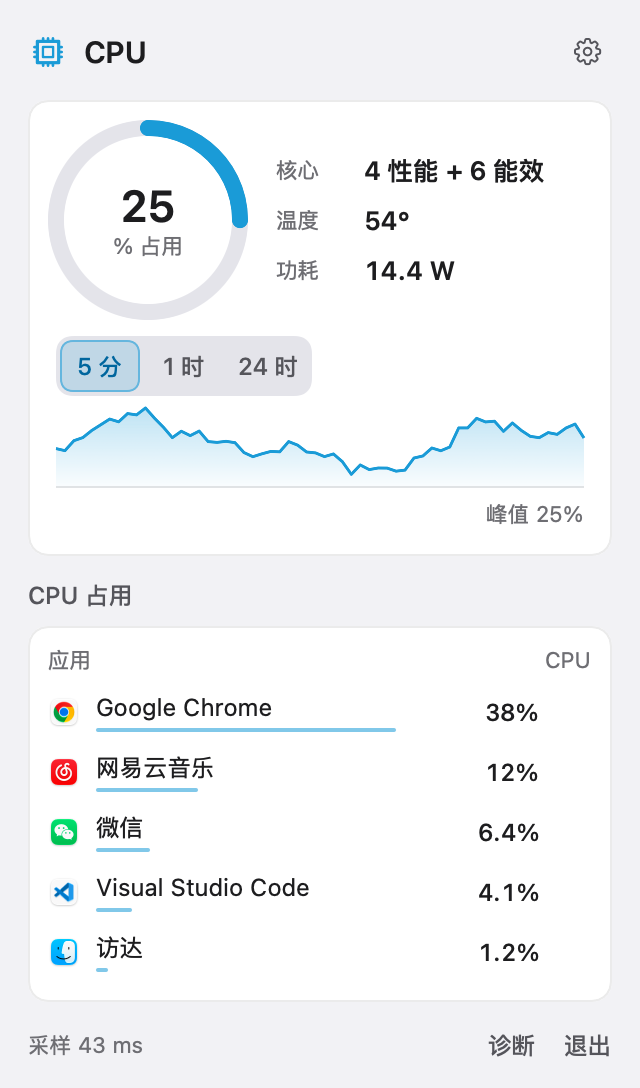 CPU
25
% 占用
核心 4 性能 + 6 能效
温度 54°
功耗 14.4 W
5 分 1 时 24 时
峰值 25%
CPU 占用
应用 CPU
Google Chrome 38%
网易云音乐 12%
微信 6.4%
Visual Studio Code 4.1%
访达 1.2%
采样 43 ms 诊断 退出